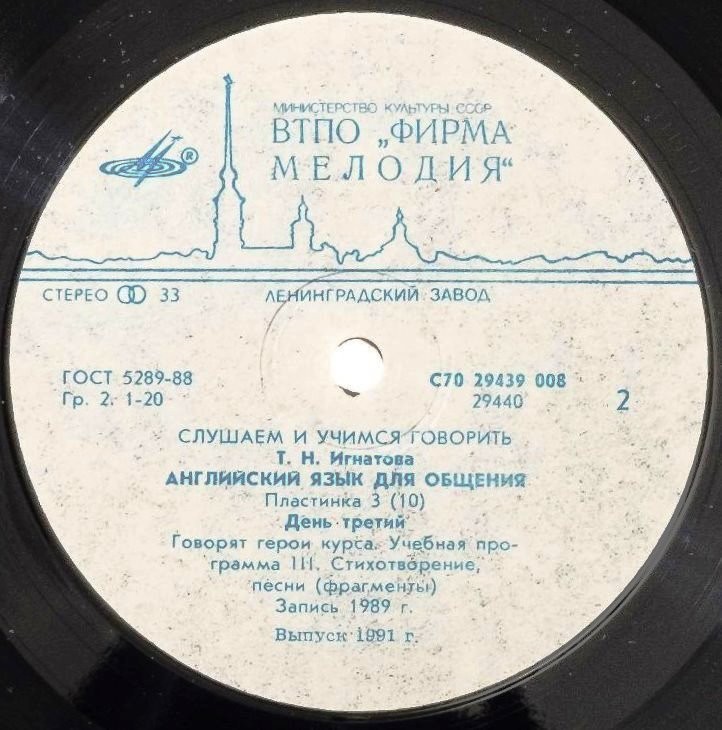 МИНИСТЕРСТВО КУЛЬТУРЫ СССР
ВТПО „ФИРМА
МЕЛОДИЯ“
®
СТЕРЕО 33 ЛЕНИНГРАДСКИЙ ЗАВОД
ГОСТ 5289-88 С70 29439 008
Гр. 2. 1-20 29440 2
СЛУШАЕМ И УЧИМСЯ ГОВОРИТЬ
Т. Н. Игнатова
АНГЛИЙСКИЙ ЯЗЫК ДЛЯ ОБЩЕНИЯ
Пластинка 3 (10)
День третий
Говорят герои курса. Учебная про-
грамма III. Стихотворение,
песни (фрагменты)
Запись 1989 г.
Выпуск 1991 г.